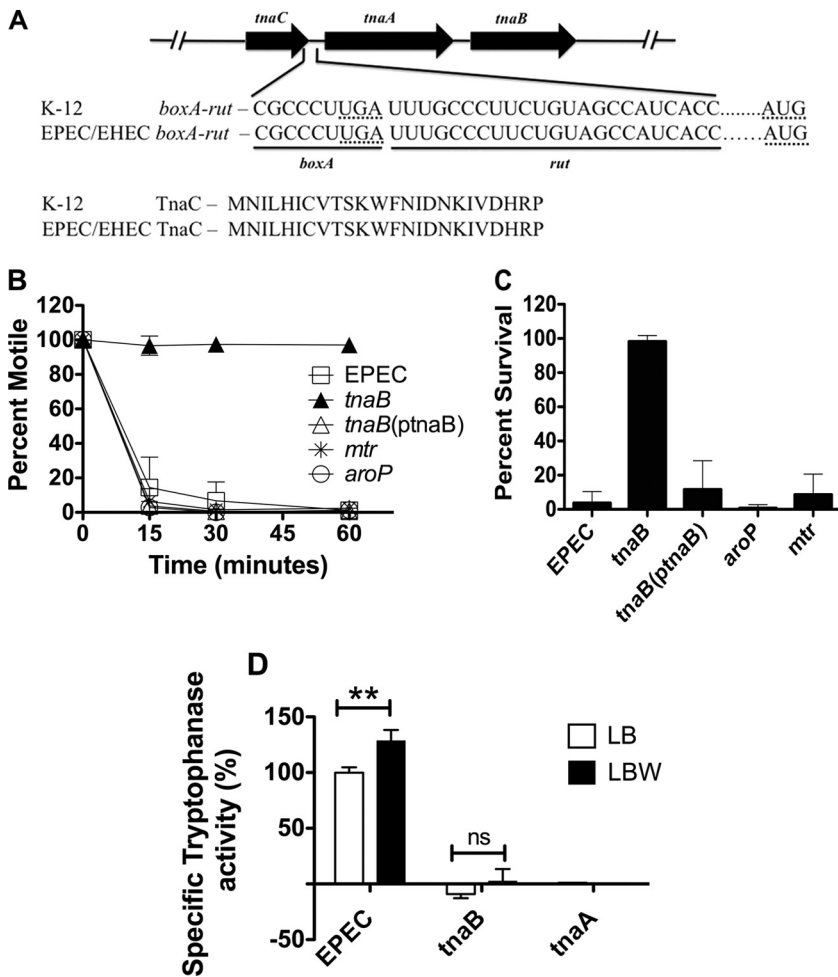 A
tnaC tnaA tnaB
K-12 boxA-rut – CGCCCUUGA UUUGCCCUUCUGUAGCCAUCACC.......AUG
EPEC/EHEC boxA-rut – CGCCCUUGA UUUGCCCUUCUGUAGCCAUCACC......AUG
boxA rut
K-12 TnaC – MNILHICVTSKWFNIDNKIVDHRP
EPEC/EHEC TnaC – MNILHICVTSKWFNIDNKIVDHRP
B
Percent Motile
120
100
80
60
40
20
0
0 15 30 45 60
Time (minutes)
EPEC
tnaB
tnaB(ptnaB)
mtr
aroP
C
Percent Survival
120
100
80
60
40
20
0
EPEC tnaB tnaB(ptnaB) aroP mtr
D
Specific Tryptophanase
activity (%)
150
100
50
-50
**
ns
LB
LBW
EPEC tnaB tnaA